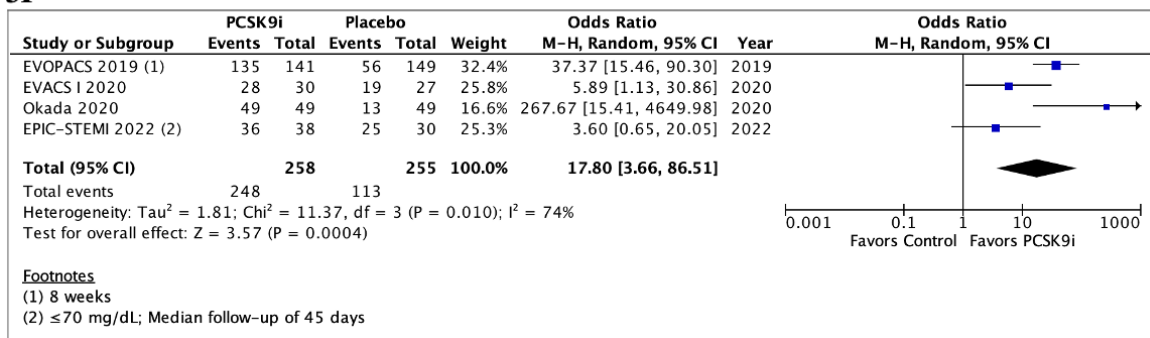 PCSK9i Placebo Odds Ratio Odds Ratio
Study or Subgroup Events Total Events Total Weight M-H, Random, 95% CI Year M-H, Random, 95% CI
EVOPACS 2019 (1) 135 141 56 149 32.4% 37.37 [15.46, 90.30] 2019
EVACS I 2020 28 30 19 27 25.8% 5.89 [1.13, 30.86] 2020
Okada 2020 49 49 13 49 16.6% 267.67 [15.41, 4649.98] 2020
EPIC-STEMI 2022 (2) 36 38 25 30 25.3% 3.60 [0.65, 20.05] 2022
Total (95% CI) 258 255 100.0% 17.80 [3.66, 86.51]
Total events 248 113
Heterogeneity: Tau² = 1.81; Chi² = 11.37, df = 3 (P = 0.010); I² = 74%
Test for overall effect: Z = 3.57 (P = 0.0004)
0.001 0.1 1 10 1000
Favors Control Favors PCSK9i
Footnotes
(1) 8 weeks
(2) ≤70 mg/dL; Median follow-up of 45 days